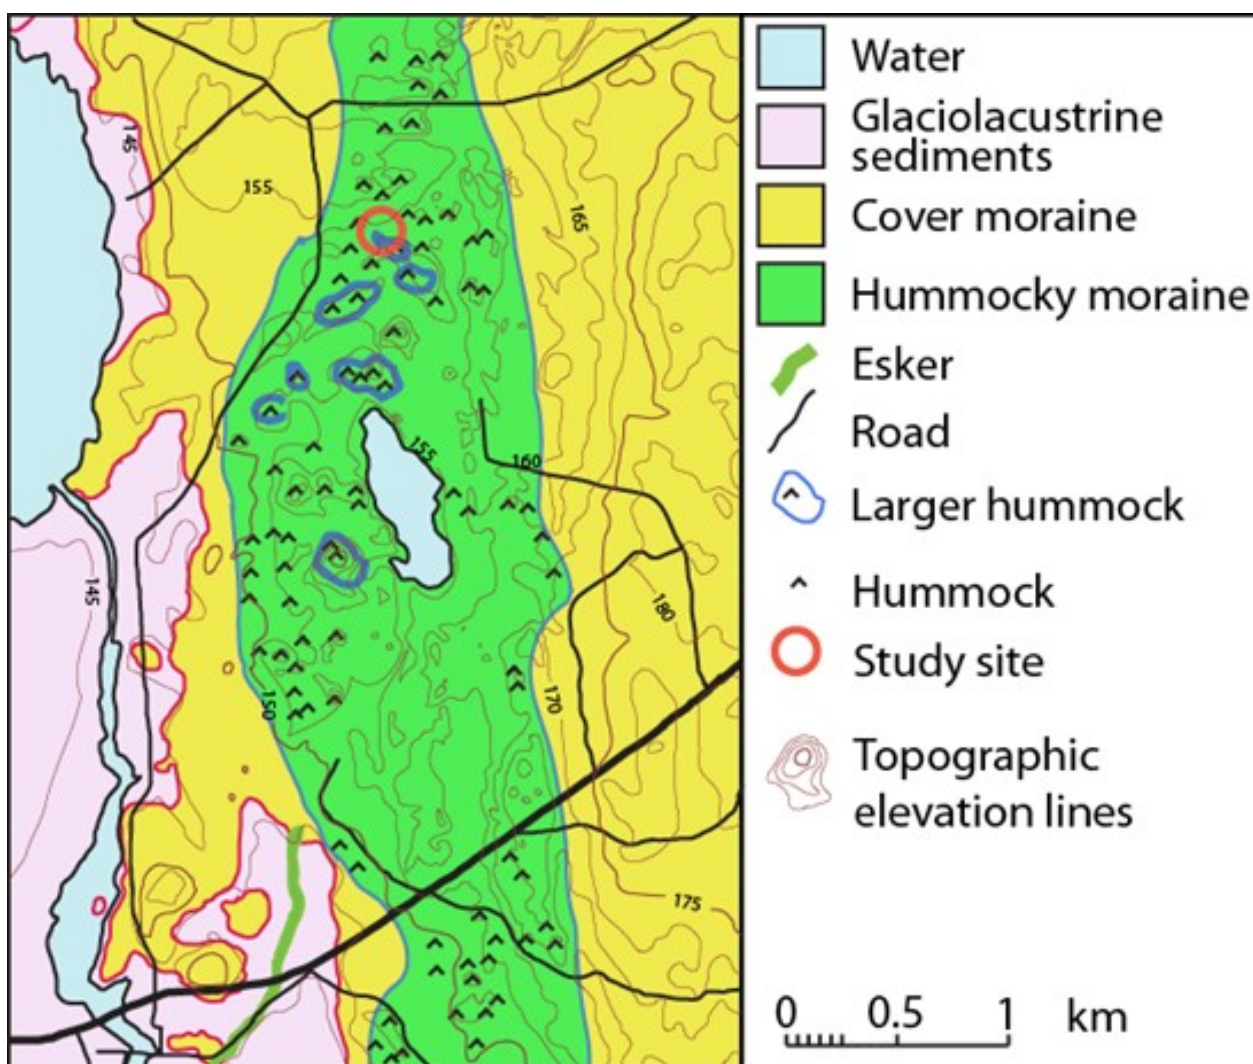 145
155
165
155
160
145
180
150
170
175
Water
Glaciolacustrine
sediments
Cover moraine
Hummocky moraine
Esker
Road
Larger hummock
Hummock
Study site
Topographic
elevation lines
0 0.5 1 km